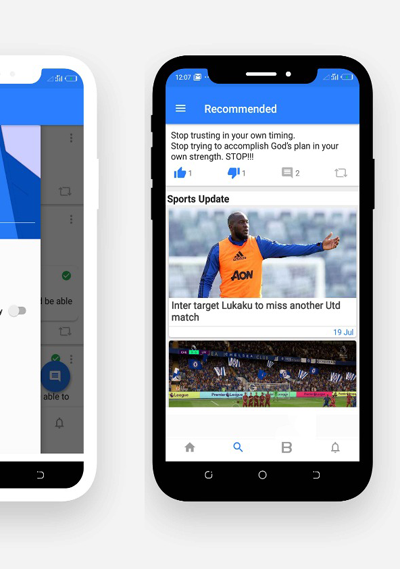 12:07
Recommended
Stop trusting in your own timing.
Stop trying to accomplish God's plan in your
own strength. STOP!!!
1
1
2
Sports Update
AON
Inter target Lukaku to miss another Utd
match
19 Jul
Premier League
d be able
able to